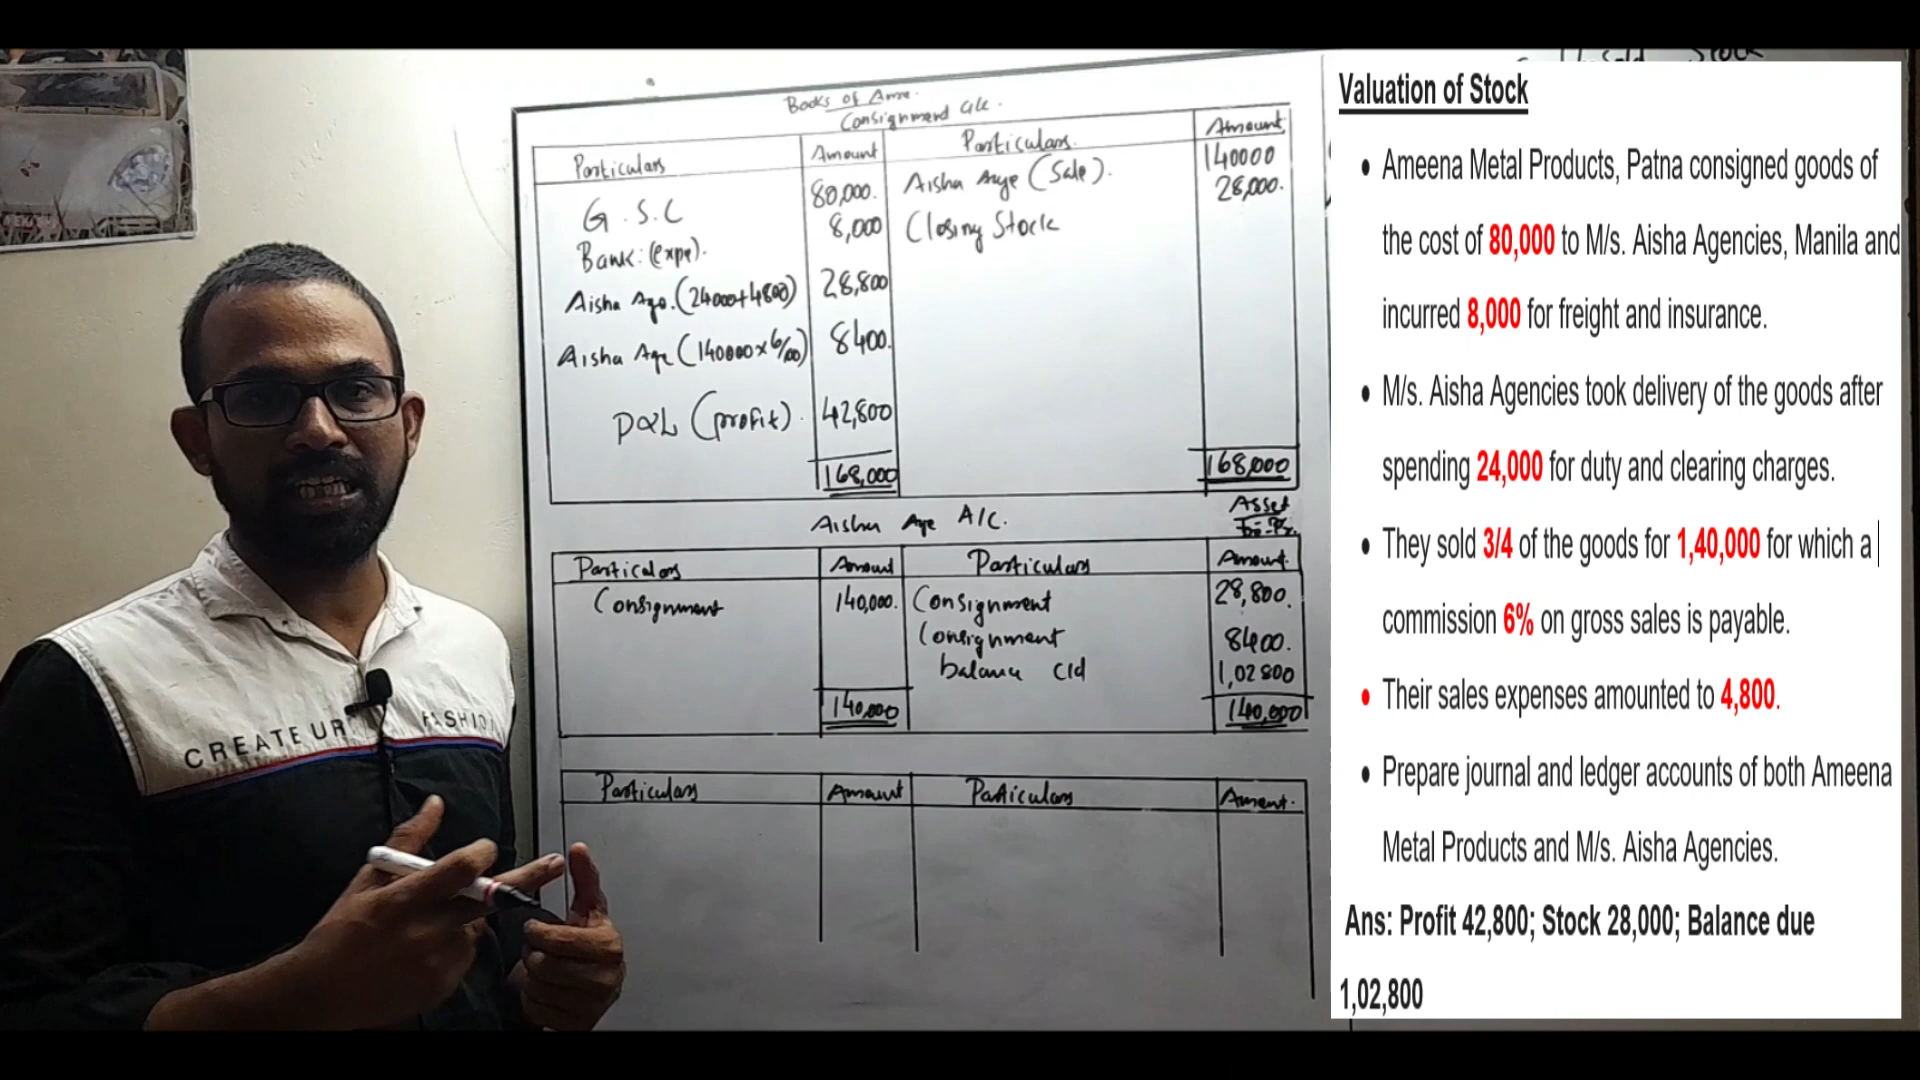 Books of Ame.
Consignment a/c.
Particulars Amount Particulars. Amount
G.S.C 80,000. Aisha Age (Sale). 140000
Bank: (expe). 8,000 Closing Stock 28,000.
Aisha Age. (24000+4800) 28,800
Aisha Age (140000x6/100) 8400.
P&L (profit). 42,800
168,000 168,000
Aisha Age A/C. Asset
Particulars Amount Particulars Amount.
Consignment 140,000. Consignment 28,800.
Consignment 8400.
balance c/d 1,02800
140,000 140,000
Particulars Amount Particulars Amount.
CREATEUR FASHIO
Stock
Valuation of Stock
• Ameena Metal Products, Patna consigned goods of
the cost of 80,000 to M/s. Aisha Agencies, Manila and
incurred 8,000 for freight and insurance.
• M/s. Aisha Agencies took delivery of the goods after
spending 24,000 for duty and clearing charges.
• They sold 3/4 of the goods for 1,40,000 for which a
commission 6% on gross sales is payable.
• Their sales expenses amounted to 4,800.
• Prepare journal and ledger accounts of both Ameena
Metal Products and M/s. Aisha Agencies.
Ans: Profit 42,800; Stock 28,000; Balance due
1,02,800